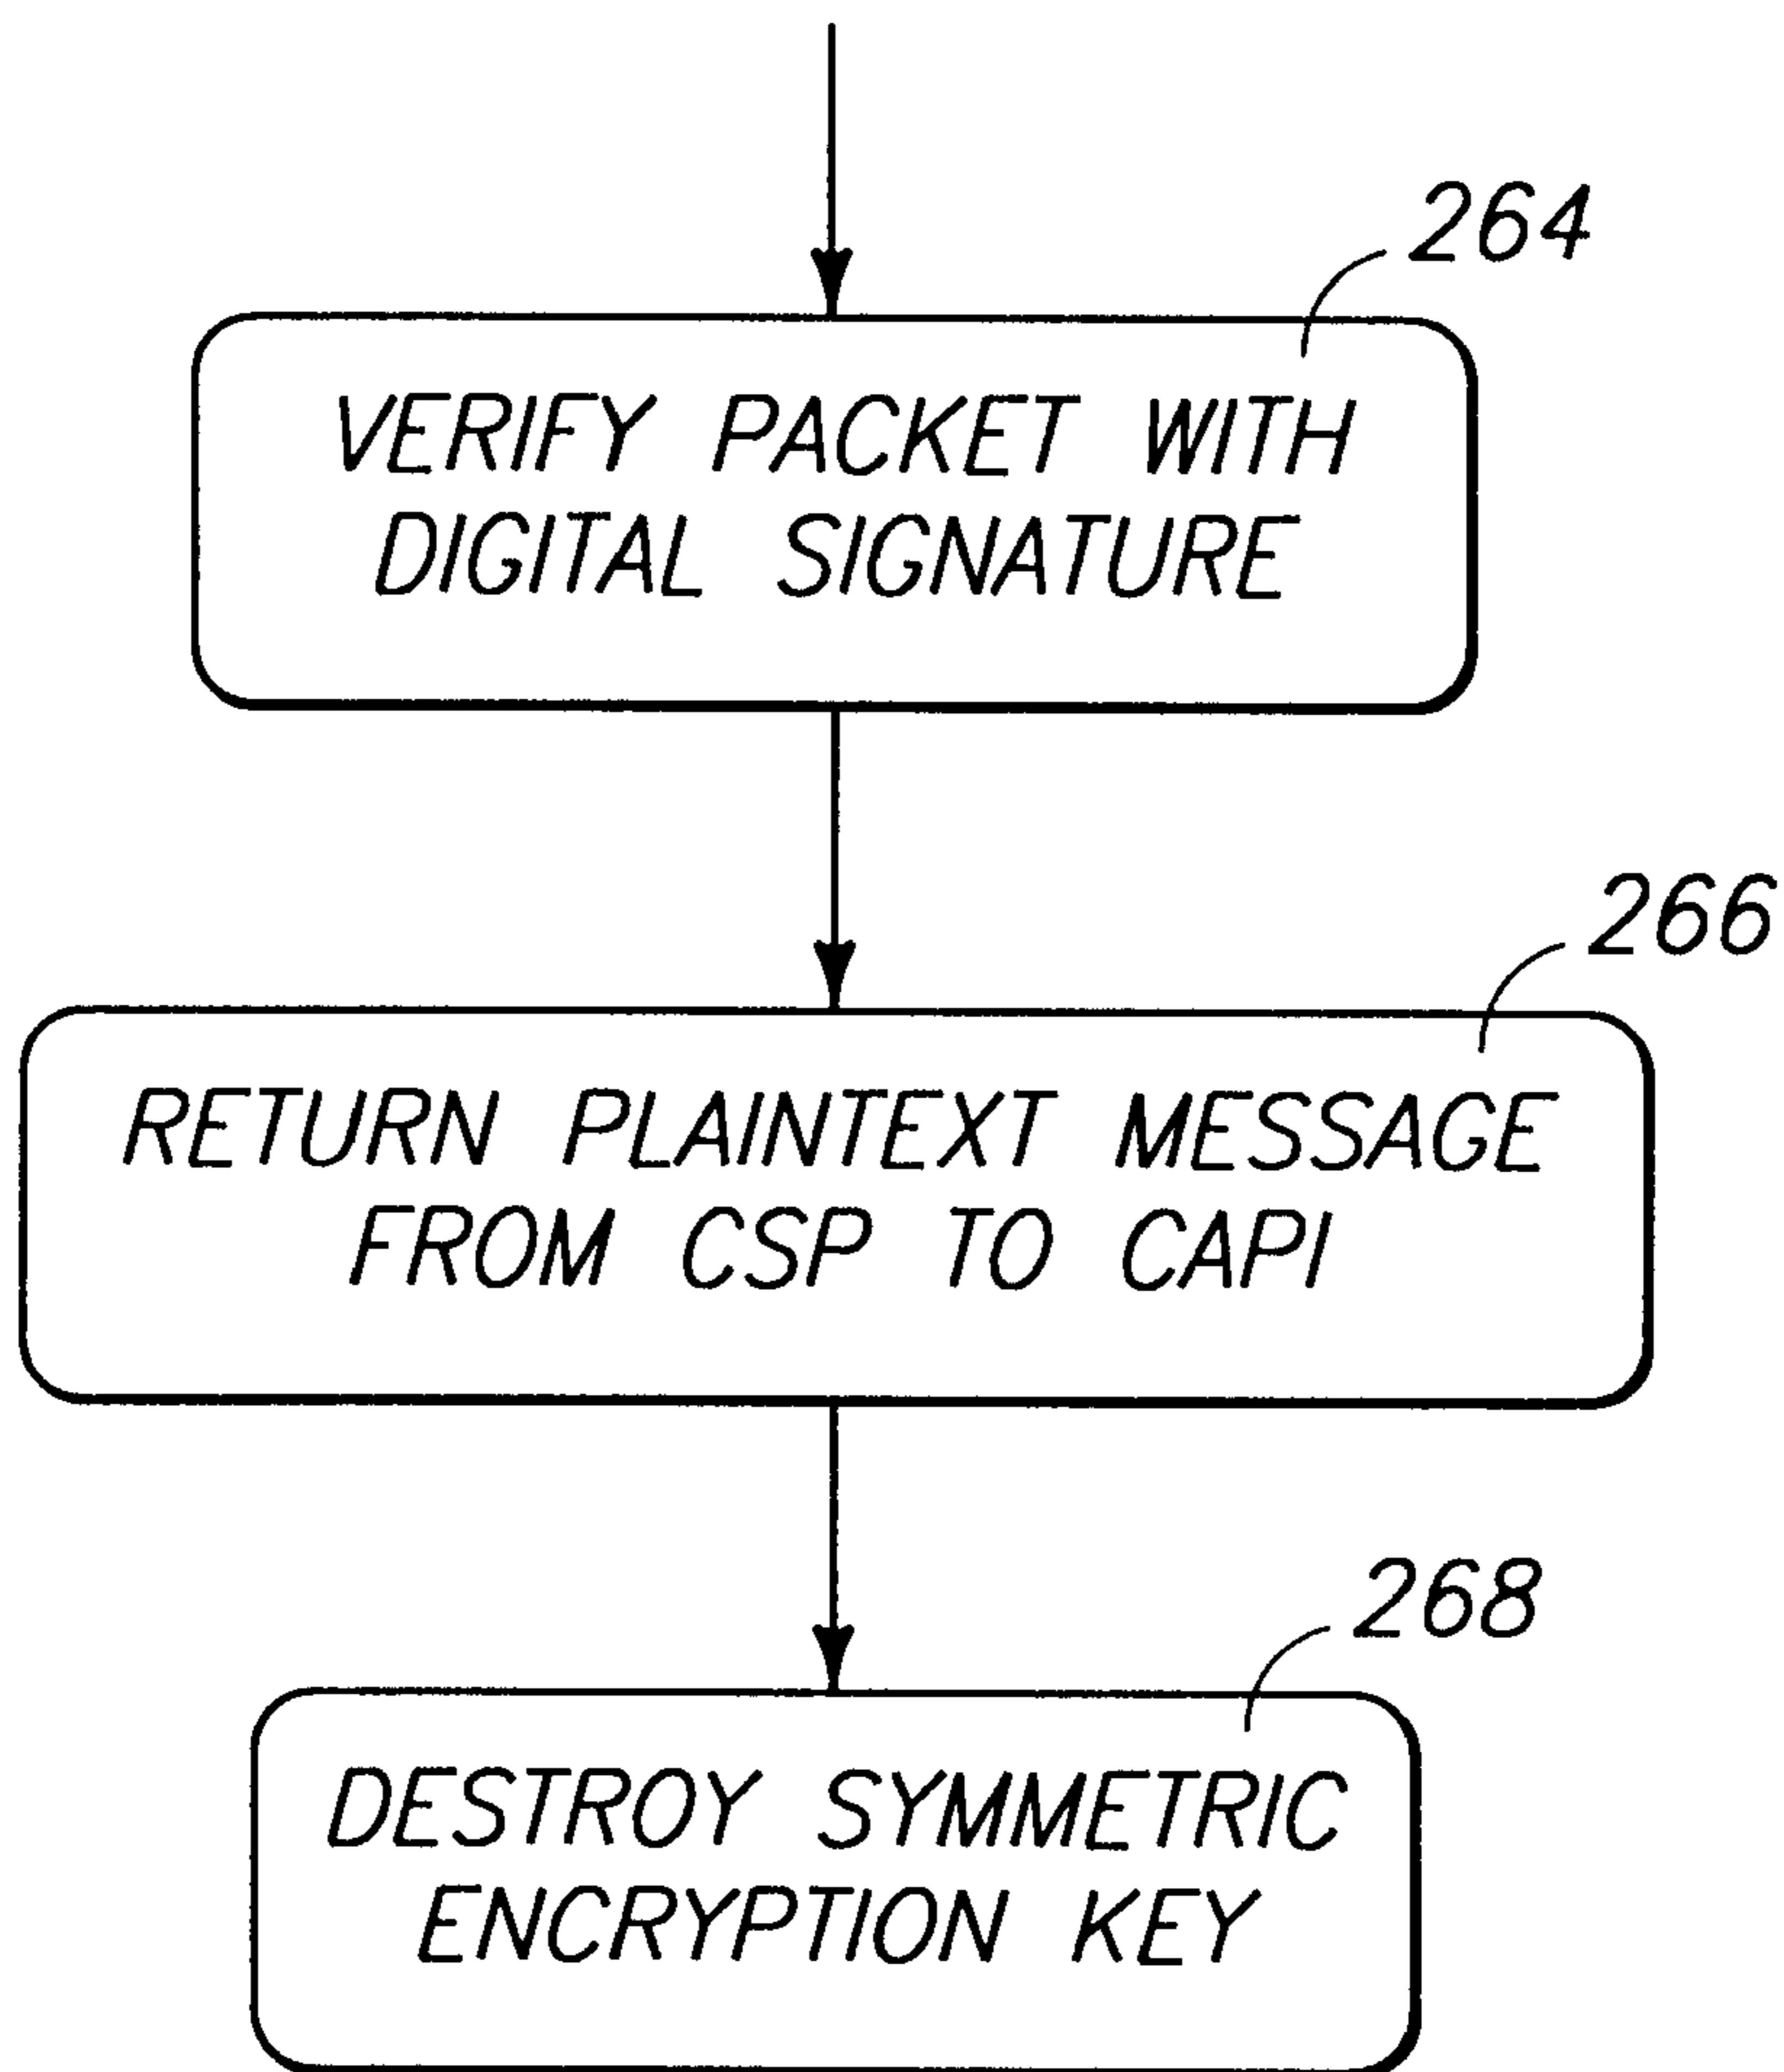 264
VERIFY PACKET WITH
DIGITAL SIGNATURE
266
RETURN PLAINTEXT MESSAGE
FROM CSP TO CAPI
268
DESTROY SYMMETRIC
ENCRYPTION KEY